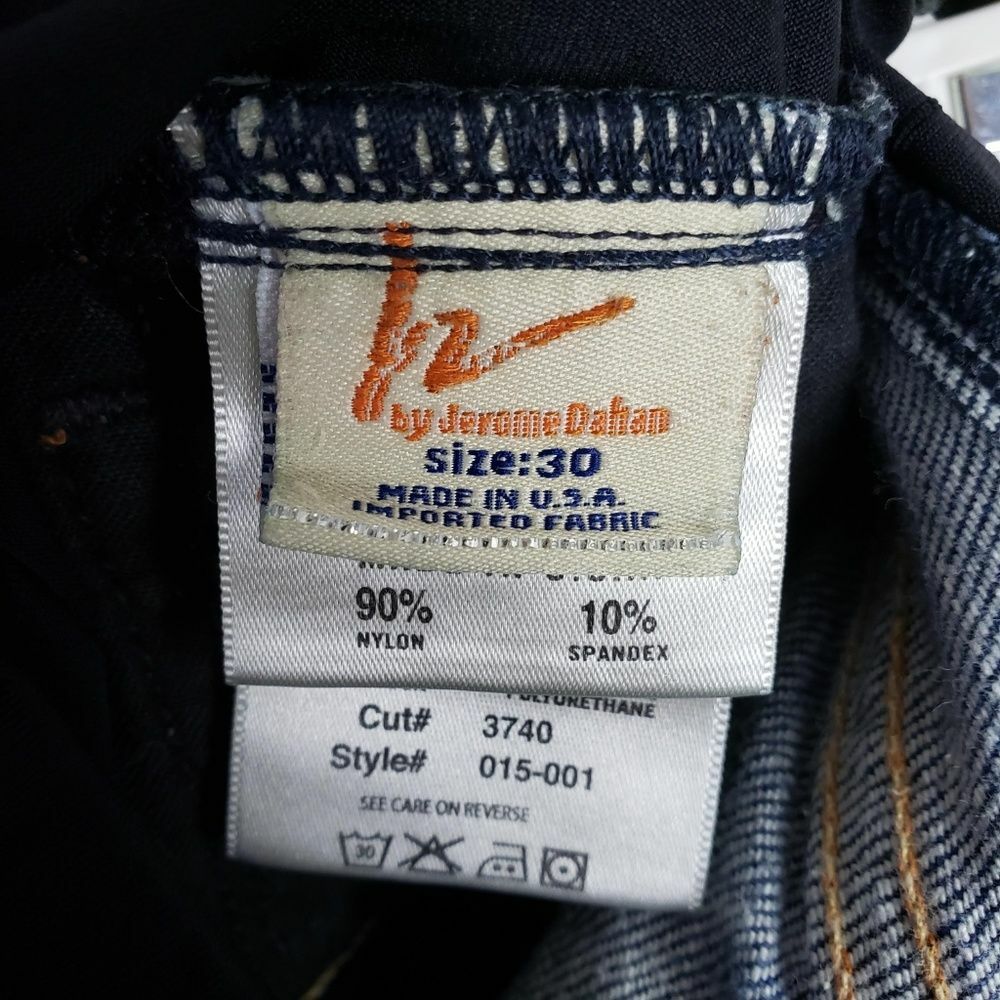 by Jerome Dahan
size:30
MADE IN U.S.A.
IMPORTED FABRIC
90% 10%
NYLON SPANDEX
POLYURETHANE
Cut# 3740
Style# 015-001
SEE CARE ON REVERSE
30